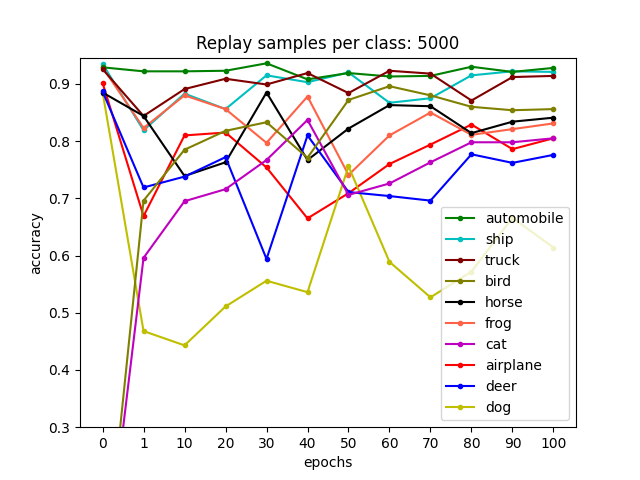 Replay samples per class: 5000
accuracy
0.9
0.8
0.7
0.6
0.5
0.4
0.3
automobile
ship
truck
bird
horse
frog
cat
airplane
deer
dog
0 1 10 20 30 40 50 60 70 80 90 100
epochs